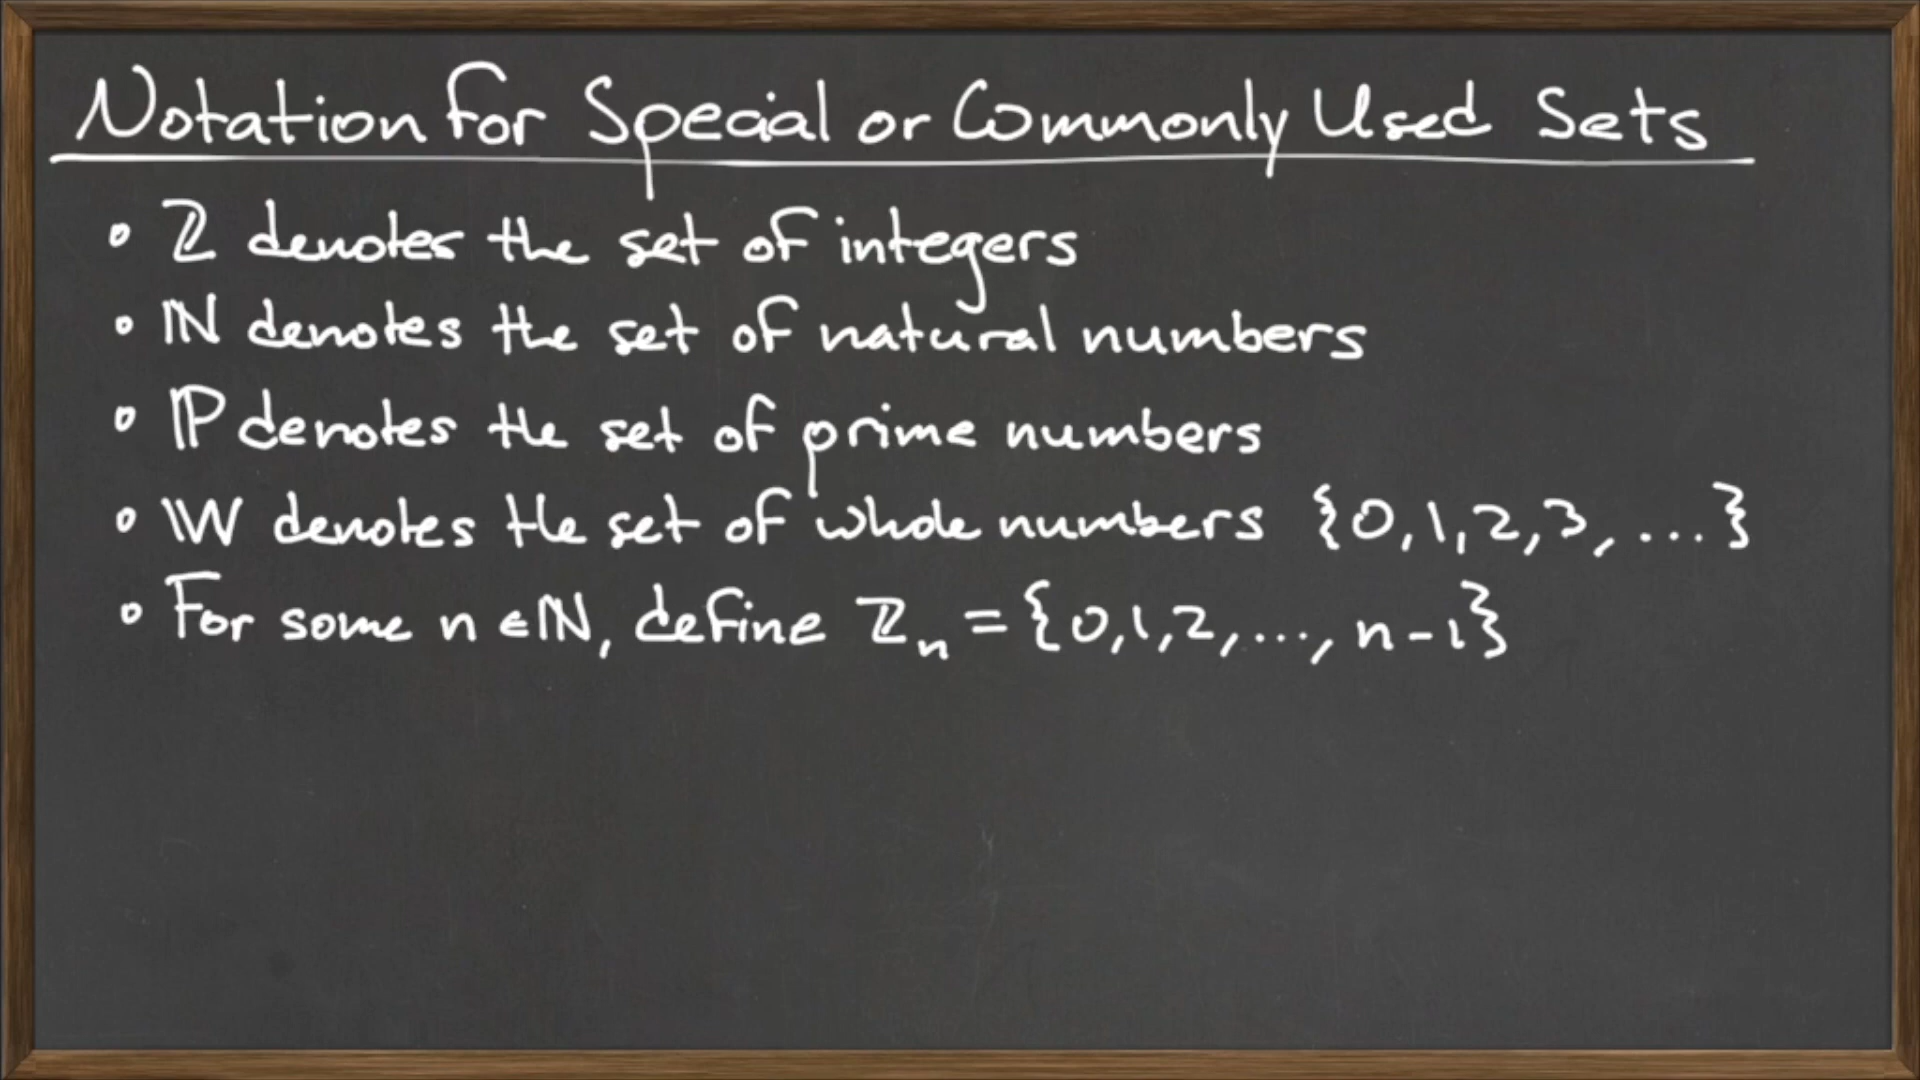 Notation for Special or Commonly Used Sets
• ℤ denotes the set of integers
• ℕ denotes the set of natural numbers
• ℙ denotes the set of prime numbers
• 𝕎 denotes the set of whole numbers {0,1,2,3,...}
• For some n∈ℕ, define ℤₙ = {0,1,2,..., n-1}